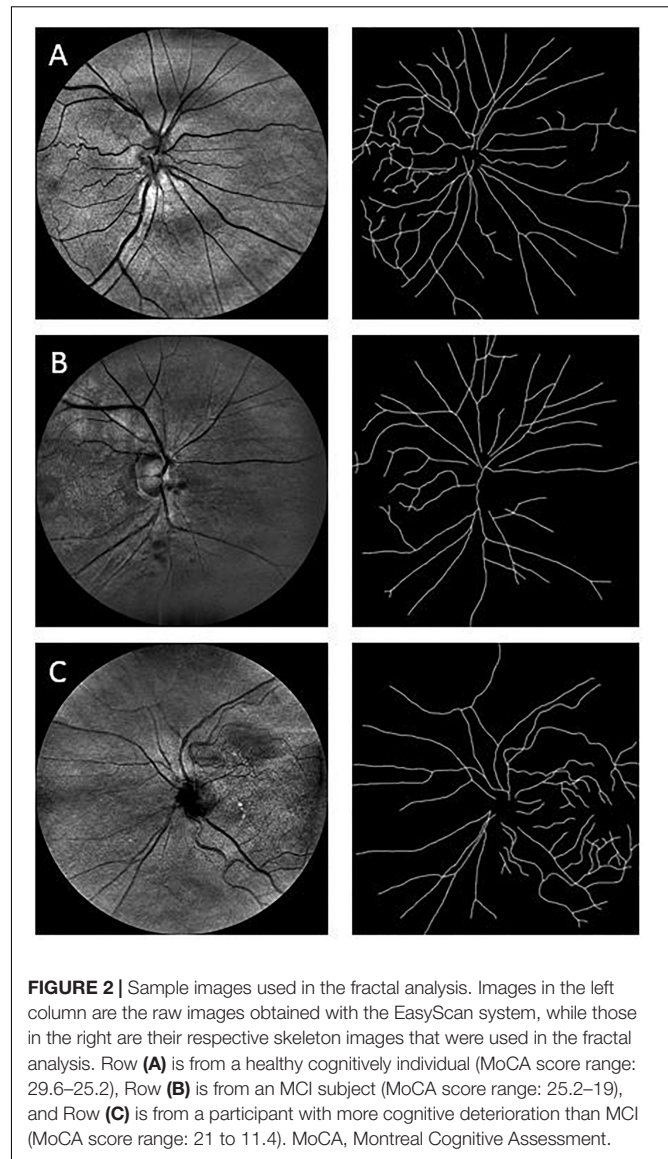 A
B
C
FIGURE 2 | Sample images used in the fractal analysis. Images in the left
column are the raw images obtained with the EasyScan system, while those
in the right are their respective skeleton images that were used in the fractal
analysis. Row (A) is from a healthy cognitively individual (MoCA score range:
29.6–25.2), Row (B) is from an MCI subject (MoCA score range: 25.2–19),
and Row (C) is from a participant with more cognitive deterioration than MCI
(MoCA score range: 21 to 11.4). MoCA, Montreal Cognitive Assessment.